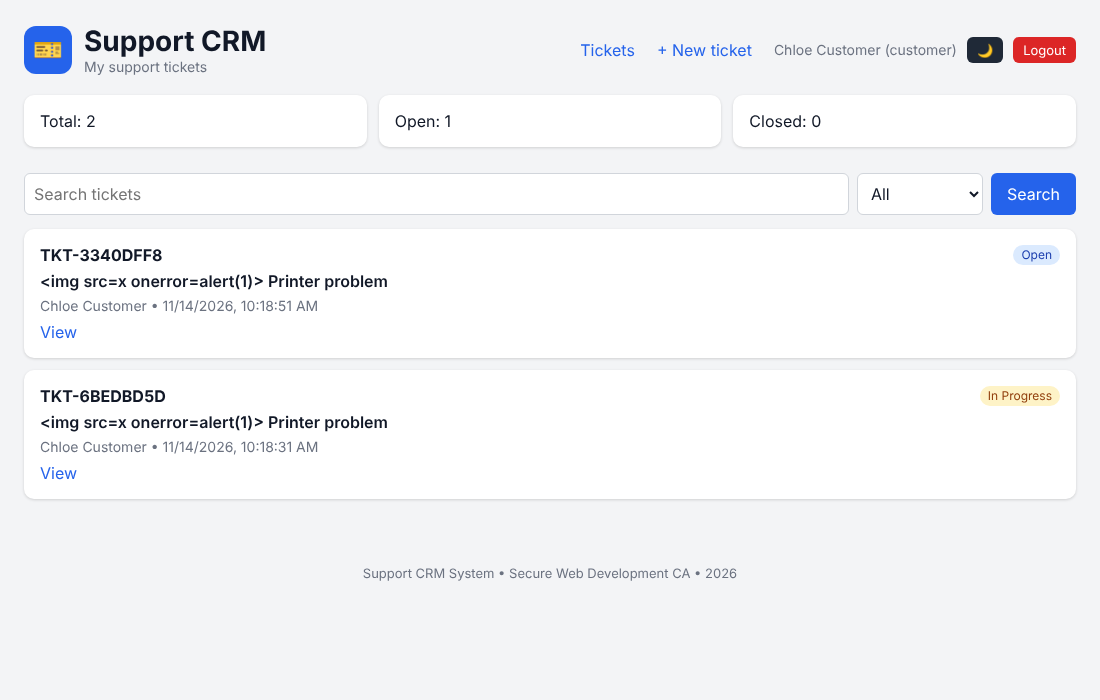 Support CRM
My support tickets
Tickets
+ New ticket
Chloe Customer (customer)
Logout
Total: 2
Open: 1
Closed: 0
Search tickets
All
Search
TKT-3340DFF8
Open
<img src=x onerror=alert(1)> Printer problem
Chloe Customer • 11/14/2026, 10:18:51 AM
View
TKT-6BEDBD5D
In Progress
<img src=x onerror=alert(1)> Printer problem
Chloe Customer • 11/14/2026, 10:18:31 AM
View
Support CRM System • Secure Web Development CA • 2026